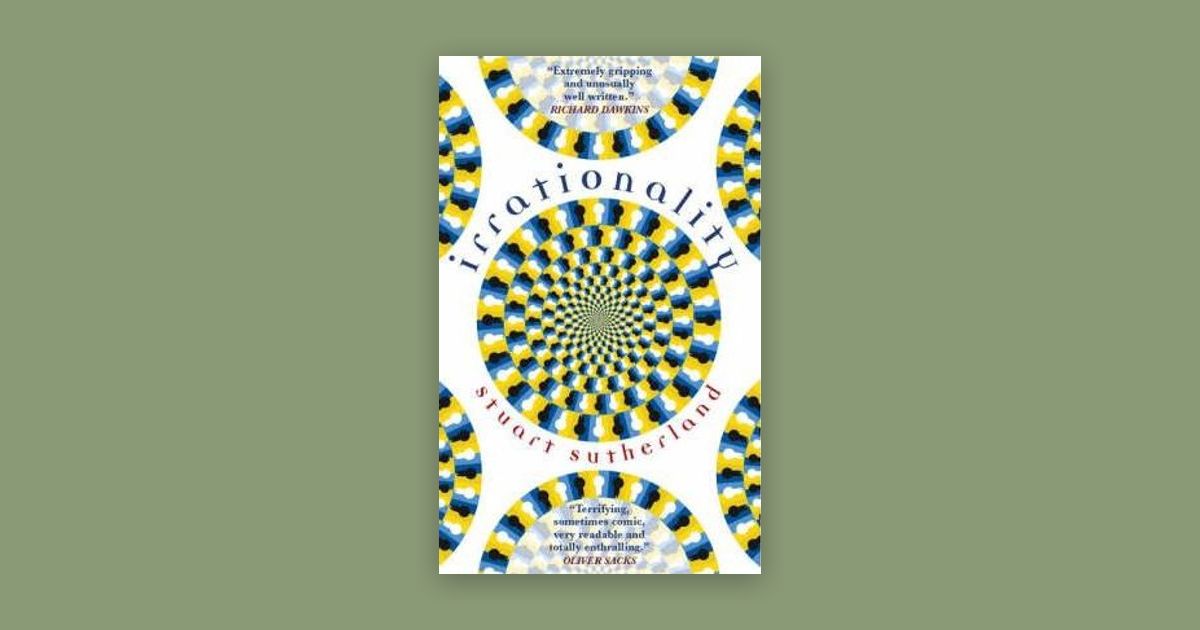 “Extremely gripping
and unusually
well written.”
RICHARD DAWKINS
irrationality
stuart sutherland
“Terrifying,
sometimes comic,
very readable and
totally enthralling.”
OLIVER SACKS